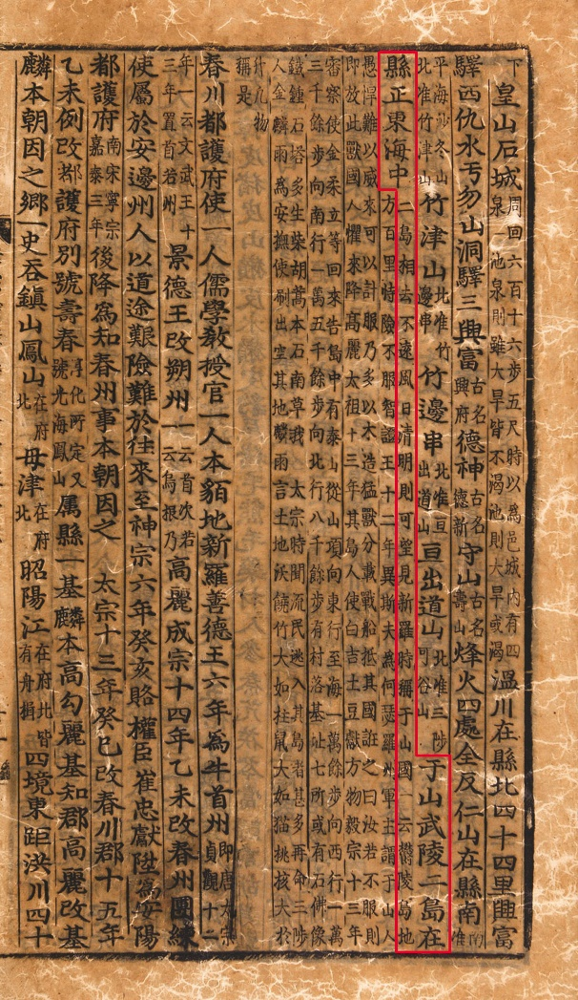 下皇山石城周回六百十六步五尺時以爲邑城內有四泉一池泉則雖大旱皆不渴池則大旱或渴溫川在縣北四十四里興富
驛西仇水丐勿山洞驛三興富古名興府德神古名德新守山古名壽山烽火四處全反仁山在縣南南准
平海沙冬山北准竹津山竹津山北准竹邊串竹邊串北准亘出道山亘出道山北准三陟可谷山于山武陵二島在
縣正東海中二島相去不遠風日清明則可望見新羅時稱于山國一云鬱陵島地方百里恃險不服智證王十二年異斯夫爲何瑟羅州軍主謂于山人
愚悍難以威來可以計服乃多以木造猛獸分載戰船抵其國誑之曰汝若不服則
即放此獸國人懼來降高麗太祖十三年其島人使白吉土豆獻方物毅宗十三年
審察使金柔立等回來告島中有泰山從山頂向東行至海一萬餘步向西行一萬
三千餘步向南行一萬五千餘步向北行八千餘步有村落基址七所或有石佛像
鐵鍾石塔多生柴胡蒿本石南草我太宗時聞流民逃入其島者甚多再命三陟
人金麟雨爲安撫使刷出空其地麟雨言土地沃饒竹大如柱鼠大如猫桃核大於
升凡物稱是
春川都護府使一人儒學敎授官一人本貊地新羅善德王六年爲牛首州即唐太宗貞觀十二
年一云文武王十三年置首若州景德王改朔州一云首次若一云烏根乃高麗成宗十四年乙未改春州團練
使屬於安邊州人以道途艱險難於往來至神宗六年癸亥賂權臣崔忠獻陞爲安陽
都護府南宋寧宗嘉泰三年後降爲知春州事本朝因之太宗十三年癸巳改春川郡十五年
乙未例改都護府別號壽春淳化所定又號光海鳳山屬縣一基麟本高勾麗基知郡高麗改基
麟本朝因之鄕一史呑鎭山鳳山在府北母津在府北昭陽江在府北皆有舟楫四境東距洪川四十